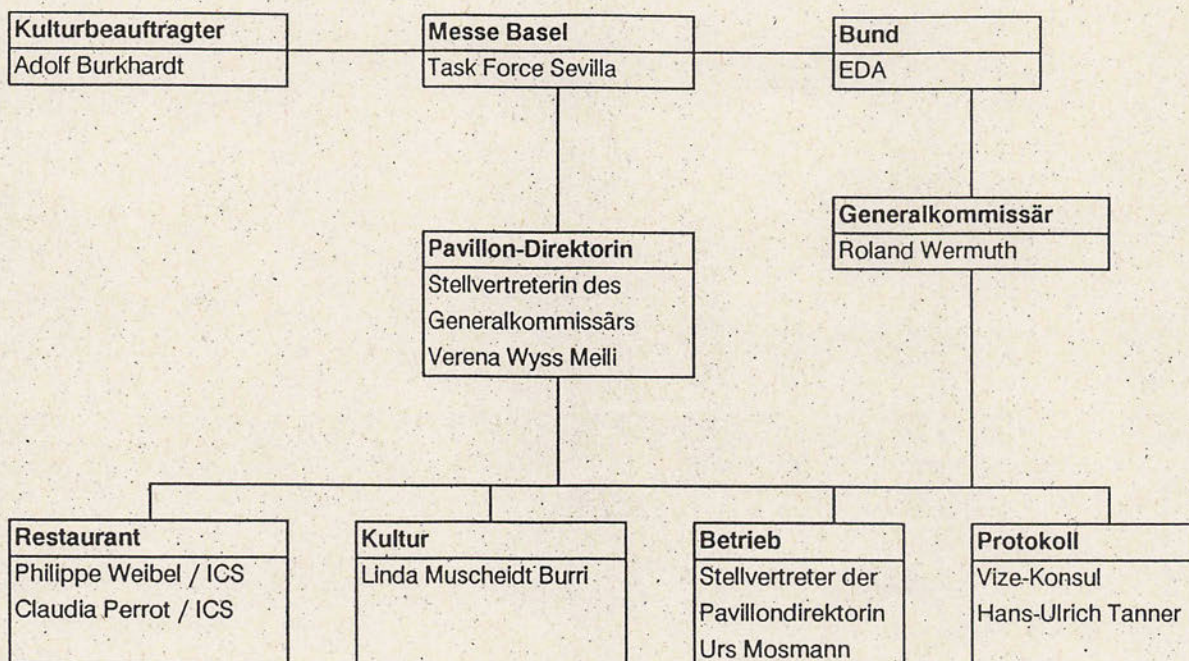 Kulturbeauftragter
Adolf Burkhardt
Messe Basel
Task Force Sevilla
Bund
EDA
Generalkommissär
Roland Wermuth
Pavillon-Direktorin
Stellvertreterin des
Generalkommissärs
Verena Wyss Meili
Restaurant
Philippe Weibel / ICS
Claudia Perrot / ICS
Kultur
Linda Muscheidt Burri
Betrieb
Stellvertreter der
Pavillondirektorin
Urs Mosmann
Protokoll
Vize-Konsul
Hans-Ulrich Tanner